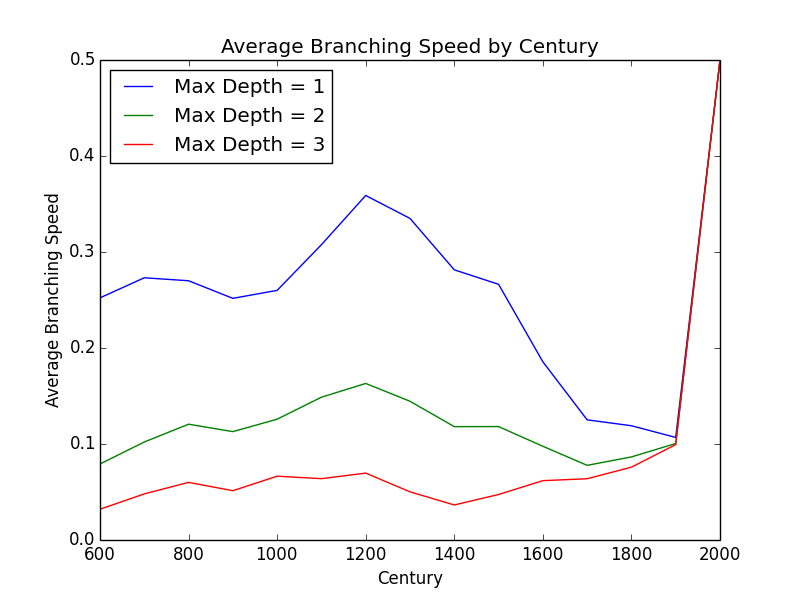 Average Branching Speed by Century
Max Depth = 1
Max Depth = 2
Max Depth = 3
0.5
0.4
0.3
0.2
0.1
0.0
Average Branching Speed
600 800 1000 1200 1400 1600 1800 2000
Century